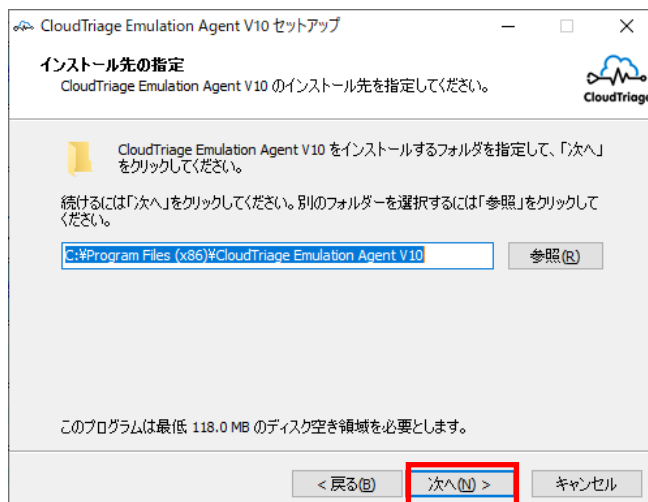 CloudTriage Emulation Agent V10 セットアップ
インストール先の指定
CloudTriage Emulation Agent V10 のインストール先を指定してください。
CloudTriage
CloudTriage Emulation Agent V10 をインストールするフォルダを指定して、「次へ」
をクリックしてください。
続けるには「次へ」をクリックしてください。別のフォルダーを選択するには「参照」をクリックして
ください。
C:¥Program Files (x86)¥CloudTriage Emulation Agent V10
参照(R)
このプログラムは最低 118.0 MB のディスク空き領域を必要とします。
< 戻る(B)
次へ(N) >
キャンセル